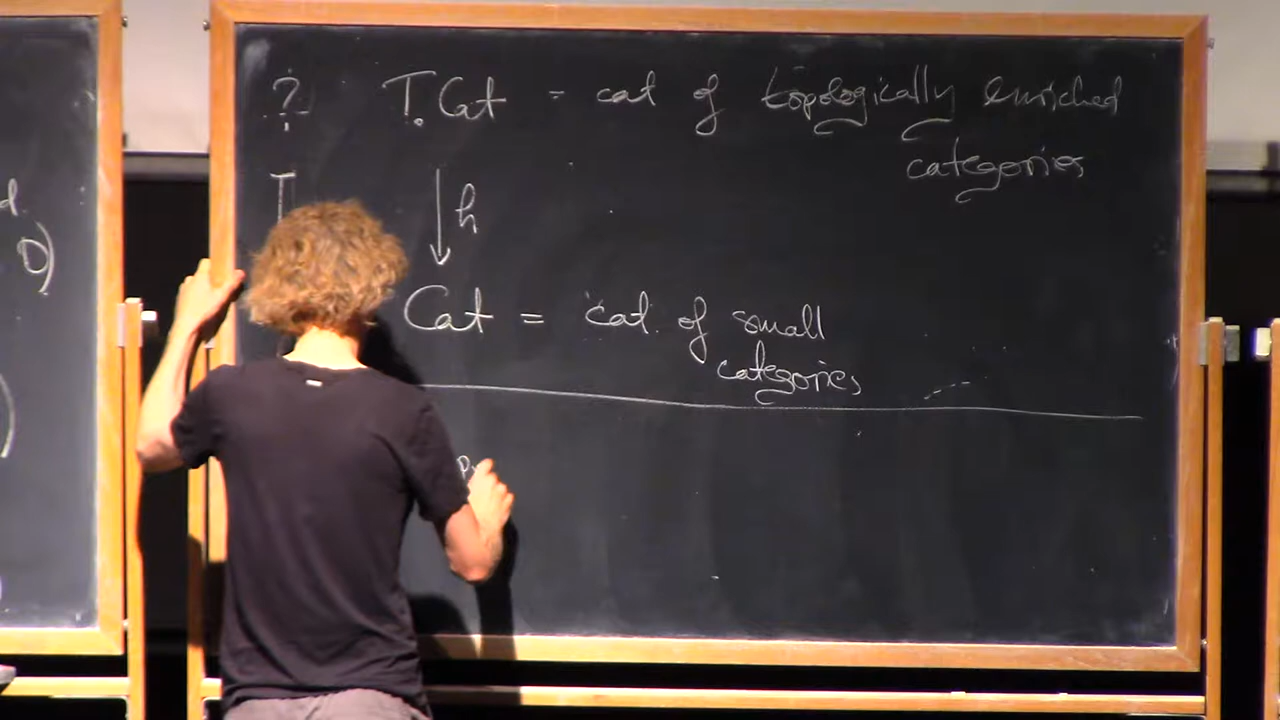 d.
D)
)
? T.Cat = cat of topologically enriched
categories
h
Cat = cat. of small
categories